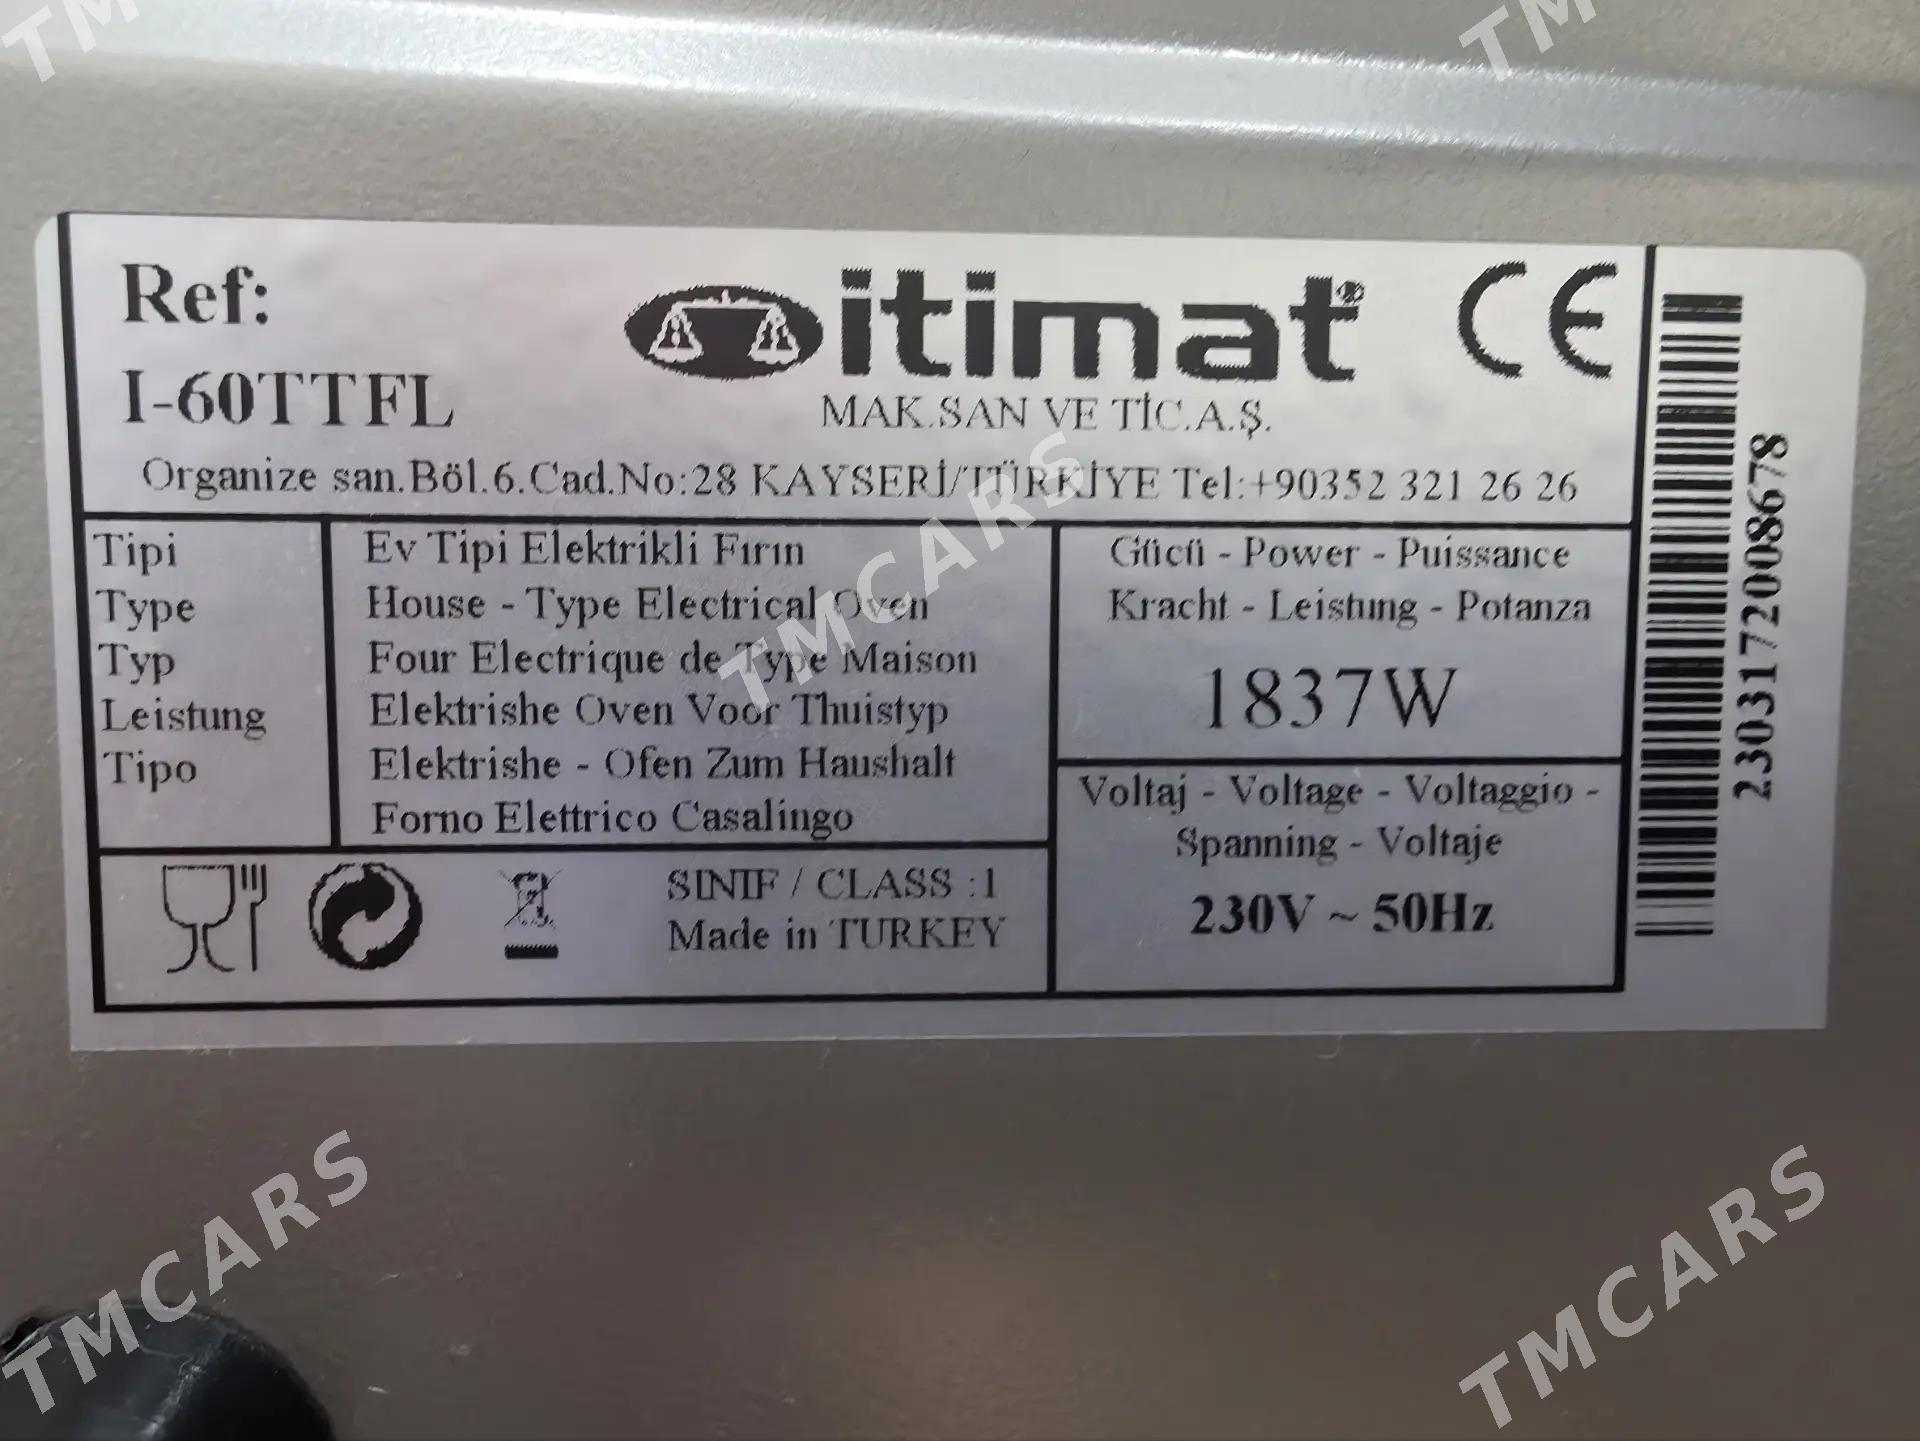 Ref:
I-60TTFL
itimat®
CE
MAK.SAN VE TİC.A.Ş.
Organize san.Böl.6.Cad.No:28 KAYSERİ/TÜRKİYE Tel:+90352 321 26 26
Tipi
Type
Typ
Leistung
Tipo
Ev Tipi Elektrikli Fırın
House - Type Electrical Oven
Four Electrique de Type Maison
Elektrishe Oven Voor Thuistyp
Elektrishe - Ofen Zum Haushalt
Forno Elettrico Casalingo
Gücü - Power - Puissance
Kracht - Leistung - Potanza
1837W
Voltaj - Voltage - Voltaggio -
Spanning - Voltaje
230V ~ 50Hz
SINIF / CLASS :1
Made in TURKEY
2303172008678
TMCARS
TMCARS
TMCARS
TM
TM